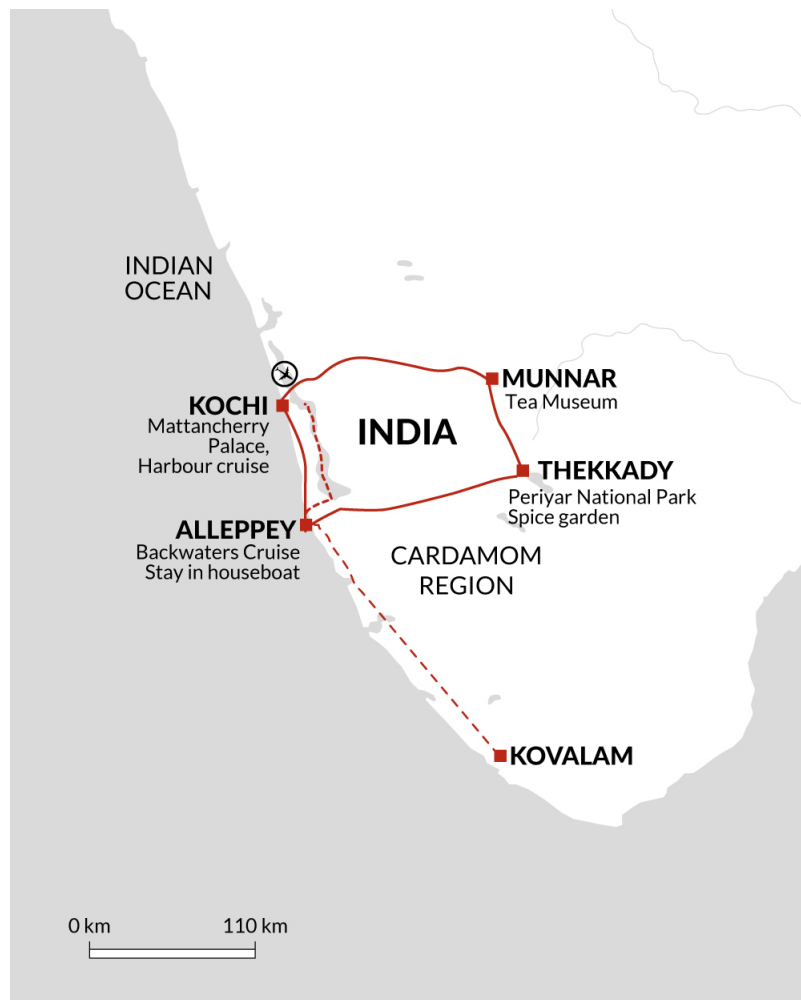 INDIAN
OCEAN
MUNNAR
Tea Museum
KOCHI
Mattancherry
Palace,
Harbour cruise
INDIA
THEKKADY
Periyar National Park
Spice garden
ALLEPPEY
Backwaters Cruise
Stay in houseboat
CARDAMOM
REGION
KOVALAM
0 km
110 km